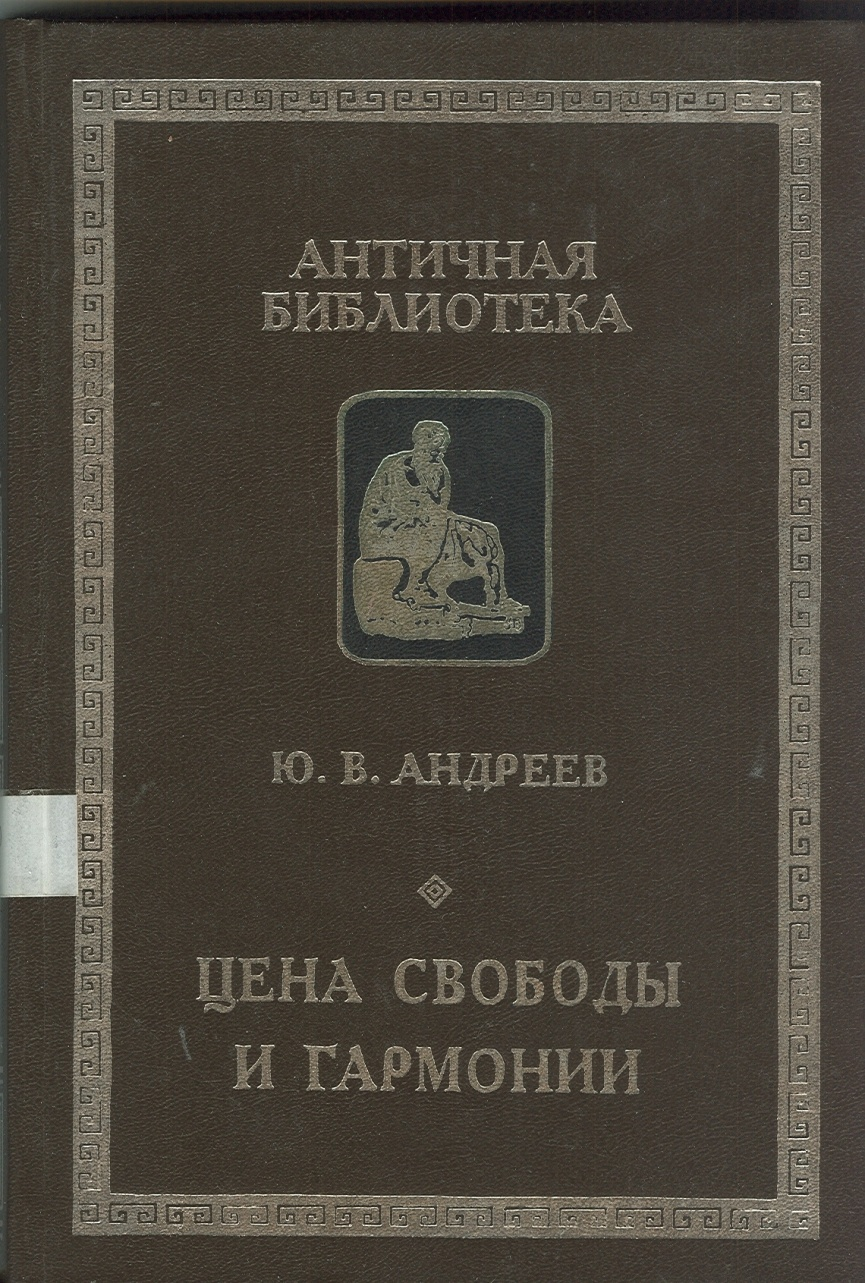 АНТИЧНАЯ
БИБЛИОТЕКА
Ю. В. АНДРЕЕВ
ЦЕНА СВОБОДЫ
И ГАРМОНИИ